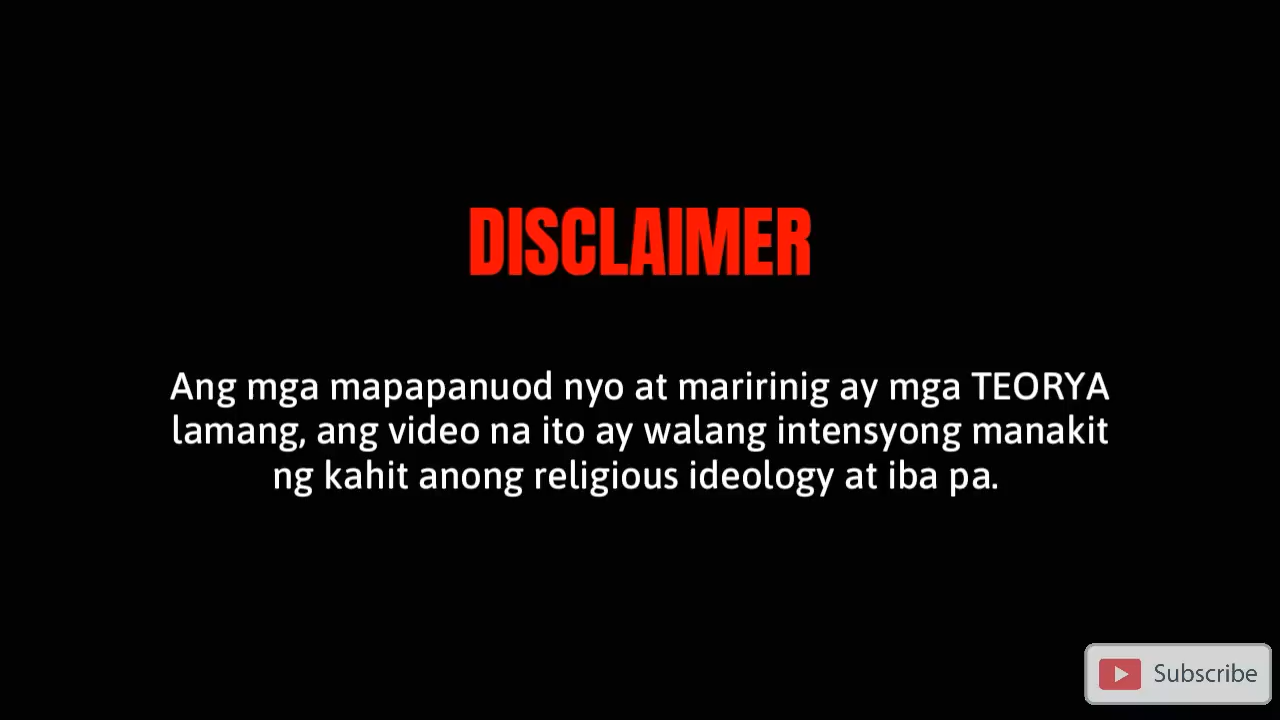 DISCLAIMER
Ang mga mapapanuod nyo at maririnig ay mga TEORYA
lamang, ang video na ito ay walang intensyong manakit
ng kahit anong religious ideology at iba pa.
Subscribe